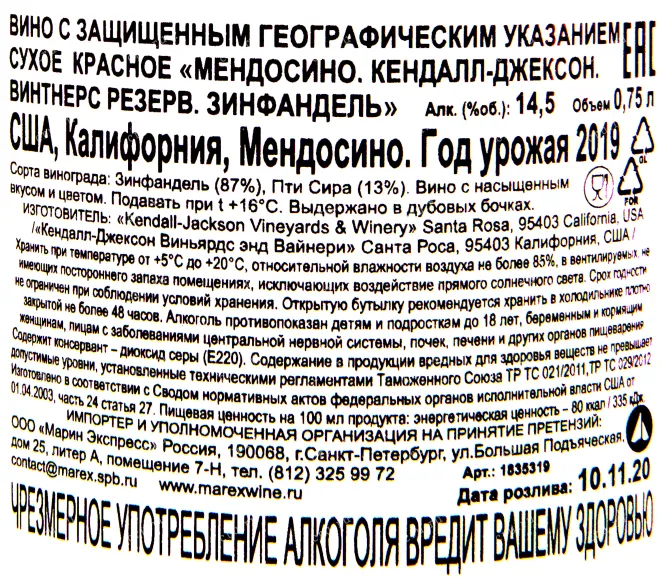 ВИНО С ЗАЩИЩЕННЫМ ГЕОГРАФИЧЕСКИМ УКАЗАНИЕМ
ЕАС
СУХОЕ КРАСНОЕ «МЕНДОСИНО. КЕНДАЛЛ-ДЖЕКСОН.
ВИНТНЕРС РЕЗЕРВ. ЗИНФАНДЕЛЬ» Алк. (%об.): 14,5 Объем 0,75 л
США, Калифорния, Мендосино. Год урожая 2019
GL
Сорта винограда: Зинфандель (87%), Пти Сира (13%). Вино с насыщенным
вкусом и цветом. Подавать при t +16°C. Выдержано в дубовых бочках.
FOR
ИЗГОТОВИТЕЛЬ: «Kendall-Jackson Vineyards & Winery» Santa Rosa, 95403 California, USA
/«Кендалл-Джексон Виньярдс энд Вайнери» Санта Роса, 95403 Калифорния, США /
Хранить при температуре от +5°С до +20°С, относительной влажности воздуха не более 85%, в вентилируемых, не
имеющих постороннего запаха помещениях, исключающих воздействие прямого солнечного света. Срок годности
не ограничен при соблюдении условий хранения. Открытую бутылку рекомендуется хранить в холодильнике плотно
закрытой не более 48 часов. Алкоголь противопоказан детям и подросткам до 18 лет, беременным и кормящим
женщинам, лицам с заболеваниями центральной нервной системы, почек, печени и других органов пищеварения
Содержит консервант – диоксид серы (Е220). Содержание в продукции вредных для здоровья веществ не превышает
допустимые уровни, установленные техническими регламентами Таможенного Союза ТР ТС 021/2011, ТР ТС 029/2012
Изготовлено в соответствии с Сводом нормативных актов федеральных органов исполнительной власти США от
01.04.2003, часть 24 статья 27. Пищевая ценность на 100 мл продукта: энергетическая ценность – 80 ккал / 335 кДж.
ИМПОРТЕР И УПОЛНОМОЧЕННАЯ ОРГАНИЗАЦИЯ НА ПРИНЯТИЕ ПРЕТЕНЗИЙ:
ООО «Марин Экспресс» Россия, 190068, г.Санкт-Петербург, ул.Большая Подъяческая,
дом 25, литер А, помещение 7-Н, тел. (812) 325 99 72
Арт.: 1835319
contact@marex.spb.ru www.marexwine.ru
Дата розлива: 10.11.20
ЧРЕЗМЕРНОЕ УПОТРЕБЛЕНИЕ АЛКОГОЛЯ ВРЕДИТ ВАШЕМУ ЗДОРОВЬЮ